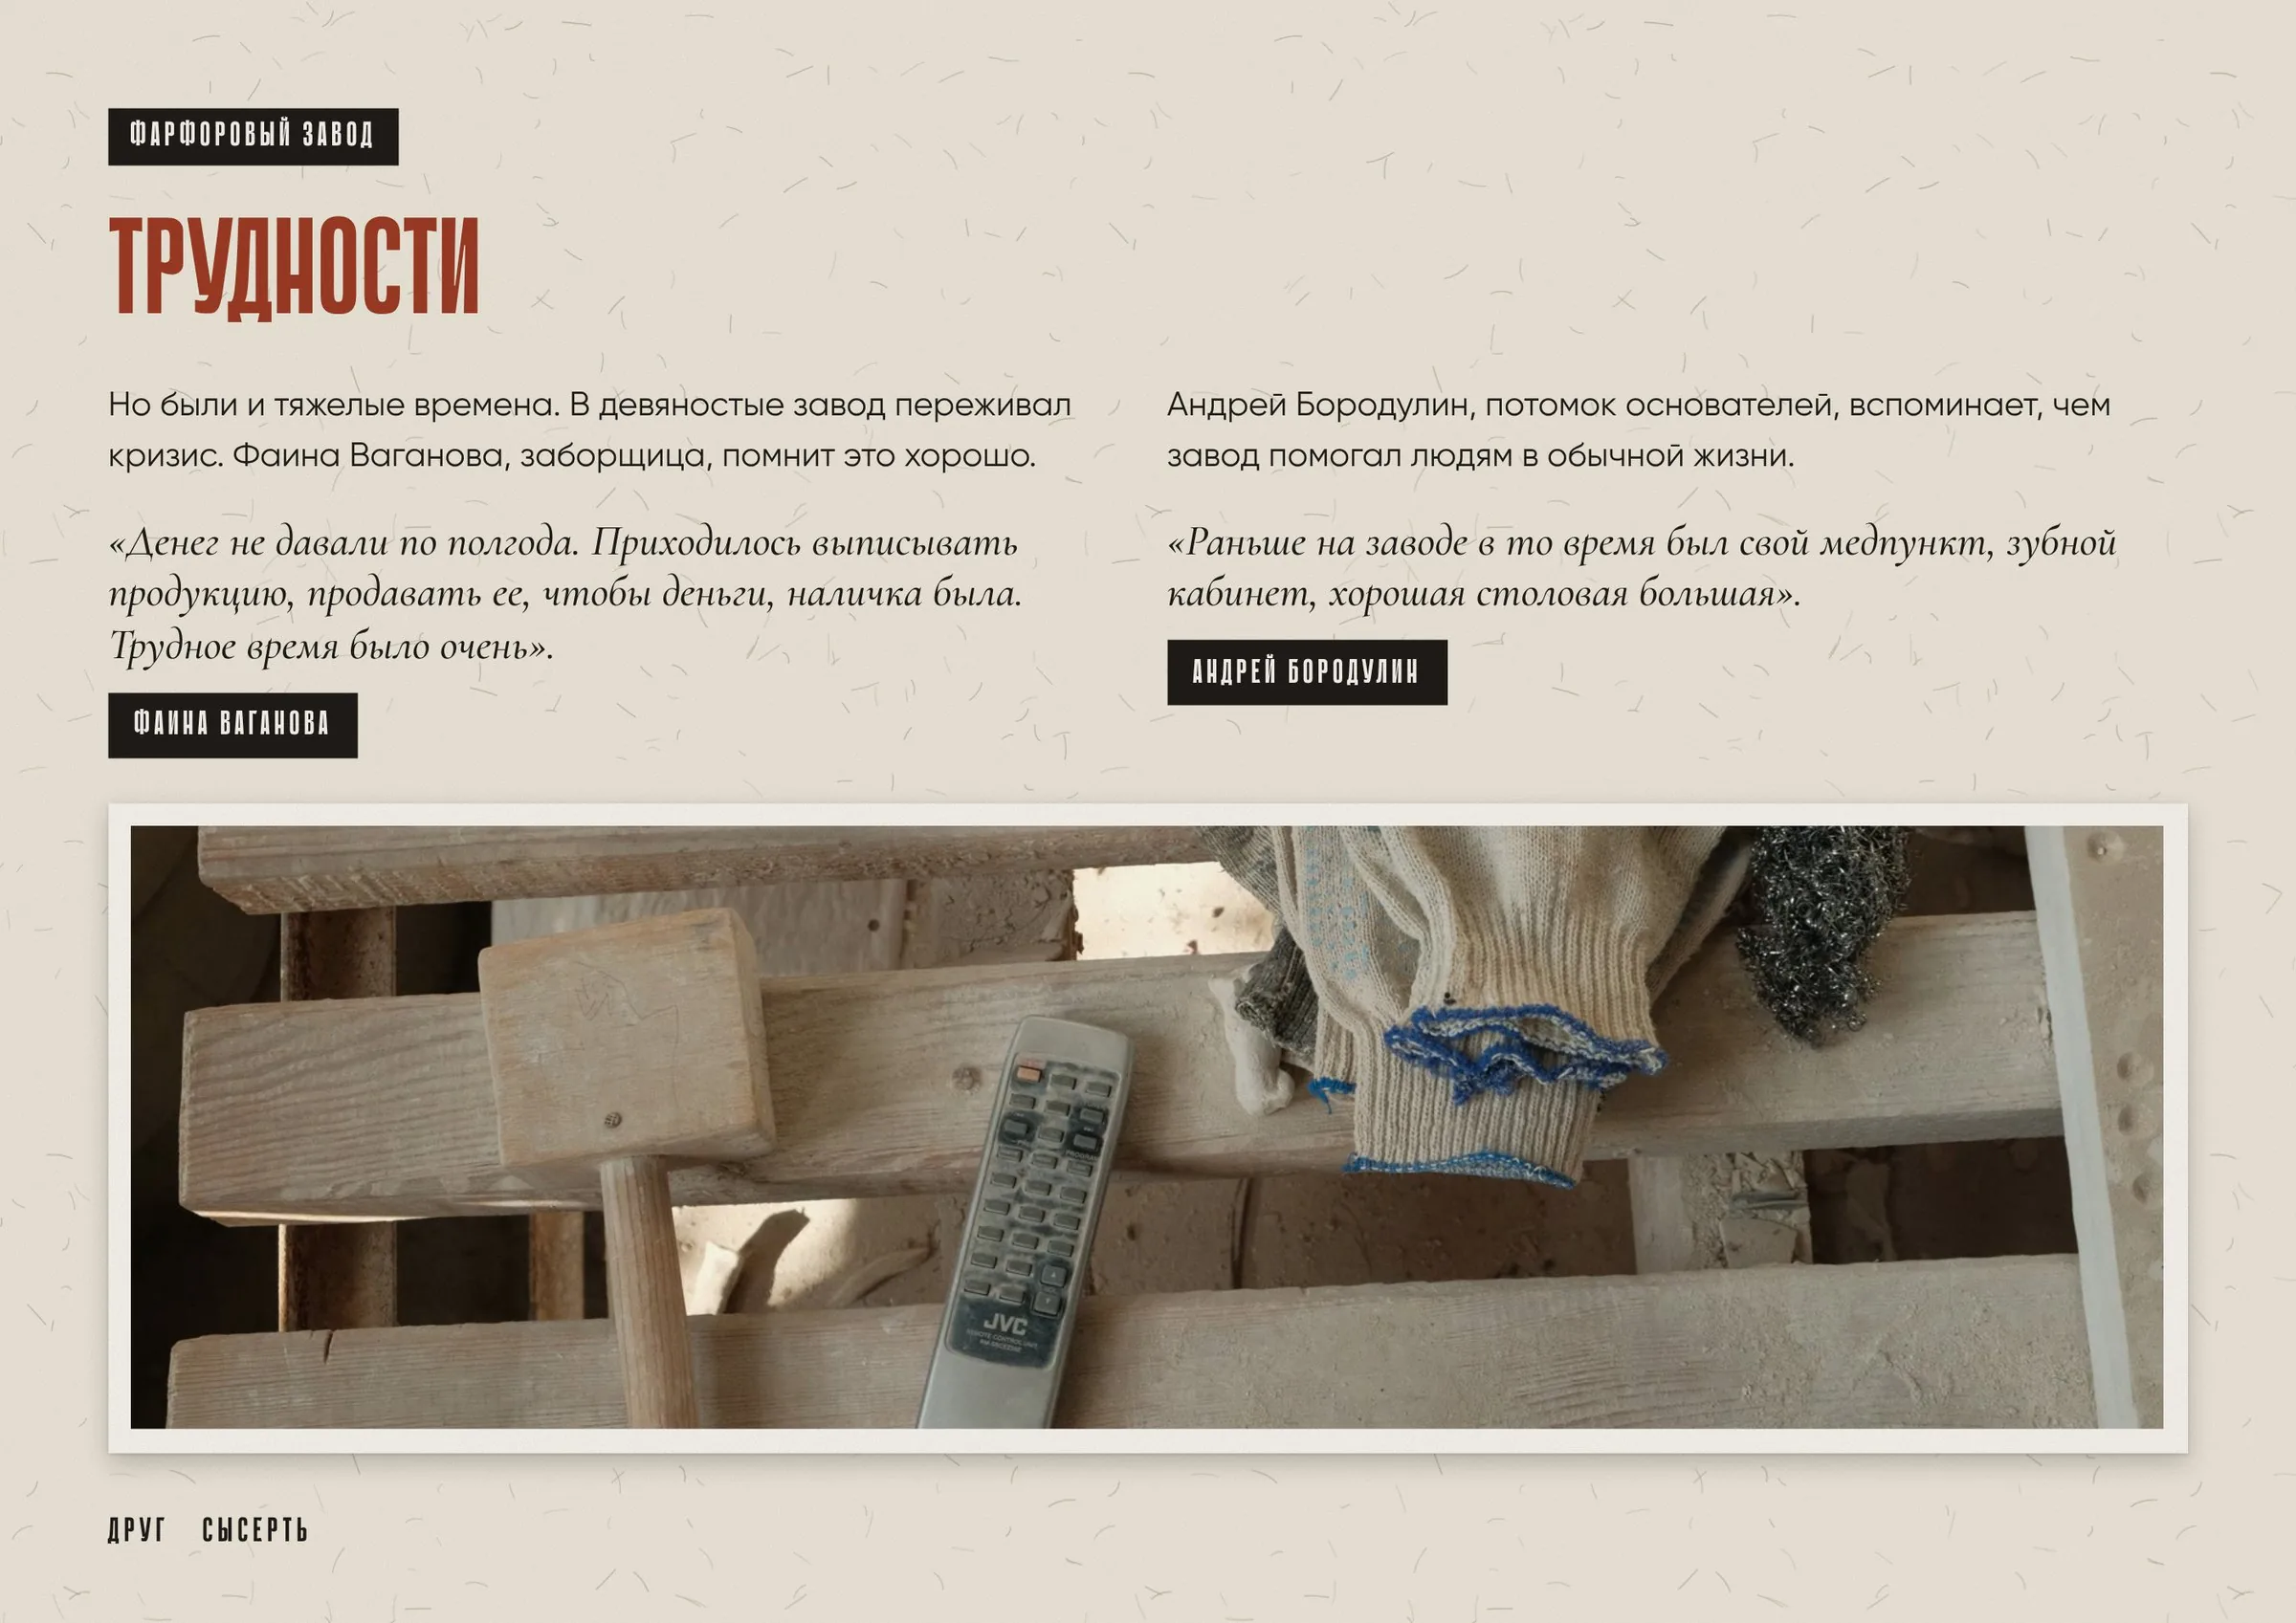 ФАРФОРОВЫЙ ЗАВОД
ТРУДНОСТИ
Но были и тяжелые времена. В девяностые завод переживал
кризис. Фаина Ваганова, заборщица, помнит это хорошо.
«Денег не давали по полгода. Приходилось выписывать
продукцию, продавать ее, чтобы деньги, наличка была.
Трудное время было очень».
ФАИНА ВАГАНОВА
Андрей Бородулин, потомок основателей, вспоминает, чем
завод помогал людям в обычной жизни.
«Раньше на заводе в то время был свой медпункт, зубной
кабинет, хорошая столовая большая».
АНДРЕЙ БОРОДУЛИН
JVC
REMOTE CONTROL UNIT
ДРУГ СЫСЕРТЬ